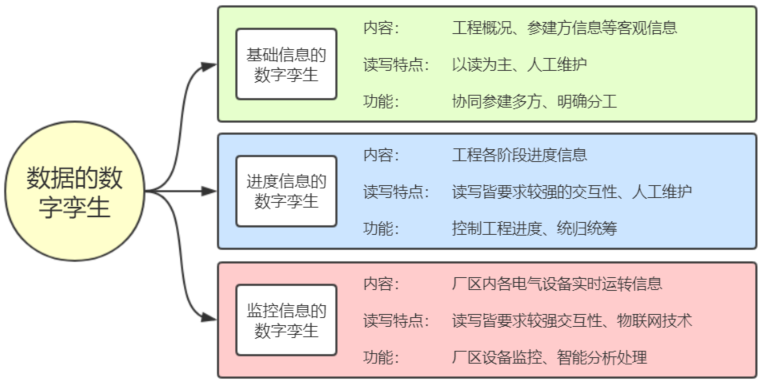 数据的数
字孪生
基础信息的
数字孪生
内容： 工程概况、参建方信息等客观信息
读写特点： 以读为主、人工维护
功能： 协同参建多方、明确分工
进度信息的
数字孪生
内容： 工程各阶段进度信息
读写特点： 读写皆要求较强的交互性、人工维护
功能： 控制工程进度、统归统筹
监控信息的
数字孪生
内容： 厂区内各电气设备实时运转信息
读写特点： 读写皆要求较强交互性、物联网技术
功能： 厂区设备监控、智能分析处理